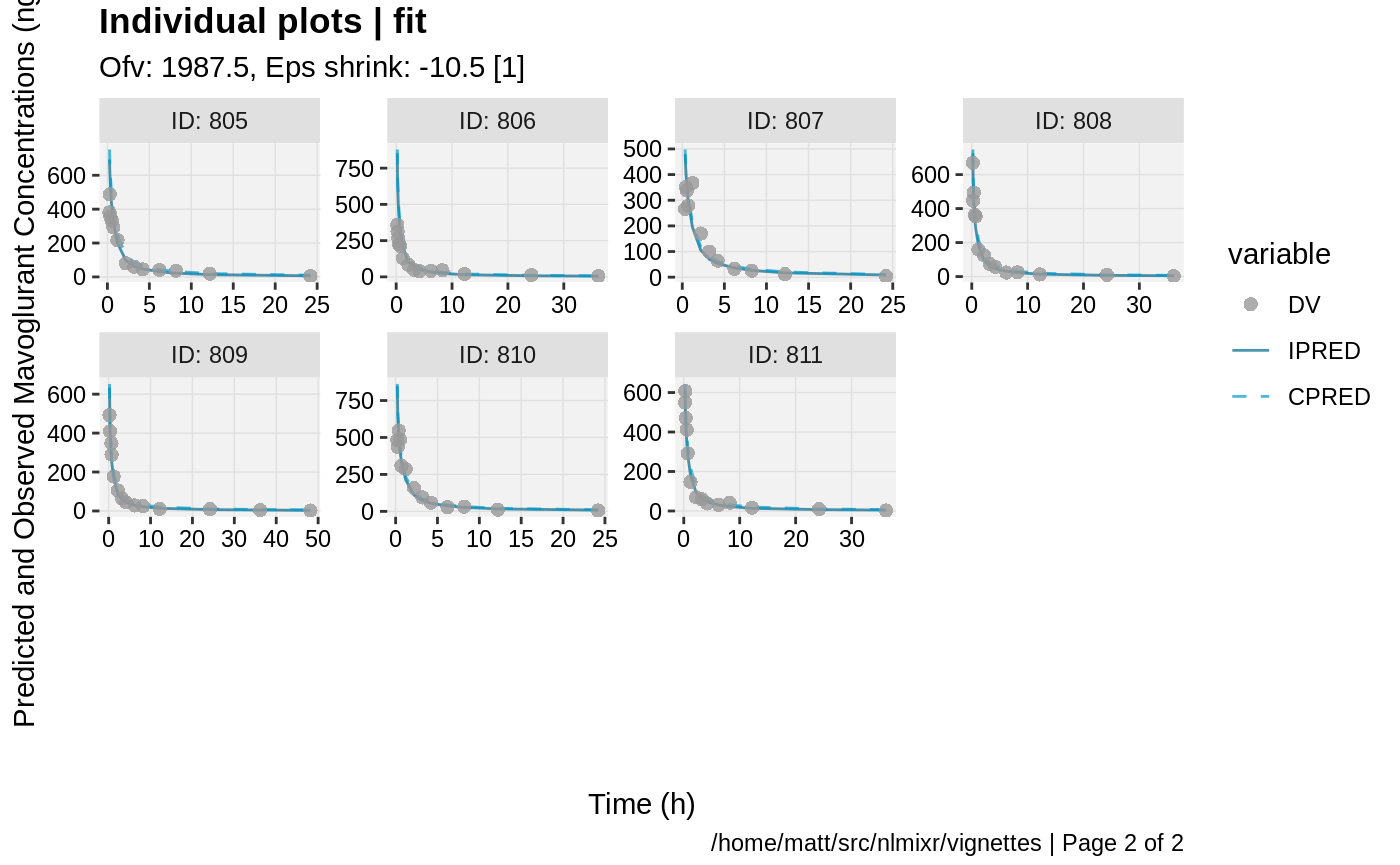 Individual plots | fit
Ofv: 1987.5, Eps shrink: -10.5 [1]
Predicted and Observed Mavoglurant Concentrations (ng
ID: 805
ID: 806
ID: 807
ID: 808
600
400
200
0
0 5 10 15 20 25
750
500
250
0
0 10 20 30
500
400
300
200
100
0
0 5 10 15 20 25
600
400
200
0
0 10 20 30
ID: 809
ID: 810
ID: 811
600
400
200
0
0 10 20 30 40 50
750
500
250
0
0 5 10 15 20 25
600
400
200
0
0 10 20 30
variable
DV
IPRED
CPRED
Time (h)
/home/matt/src/nlmixr/vignettes | Page 2 of 2